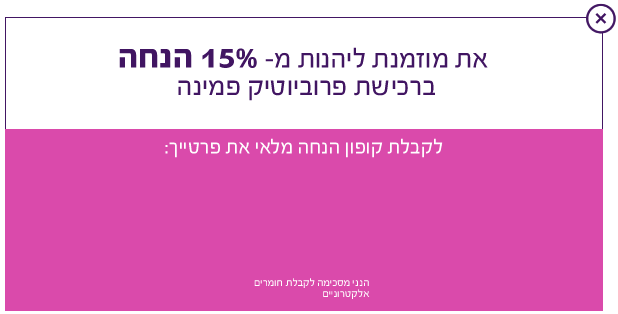 את מוזמנת ליהנות מ- 15% הנחה
ברכישת פרוביוטיק פמינה
לקבלת קופון הנחה מלאי את פרטייך:
הנני מסכימה לקבלת חומרים
אלקטרוניים